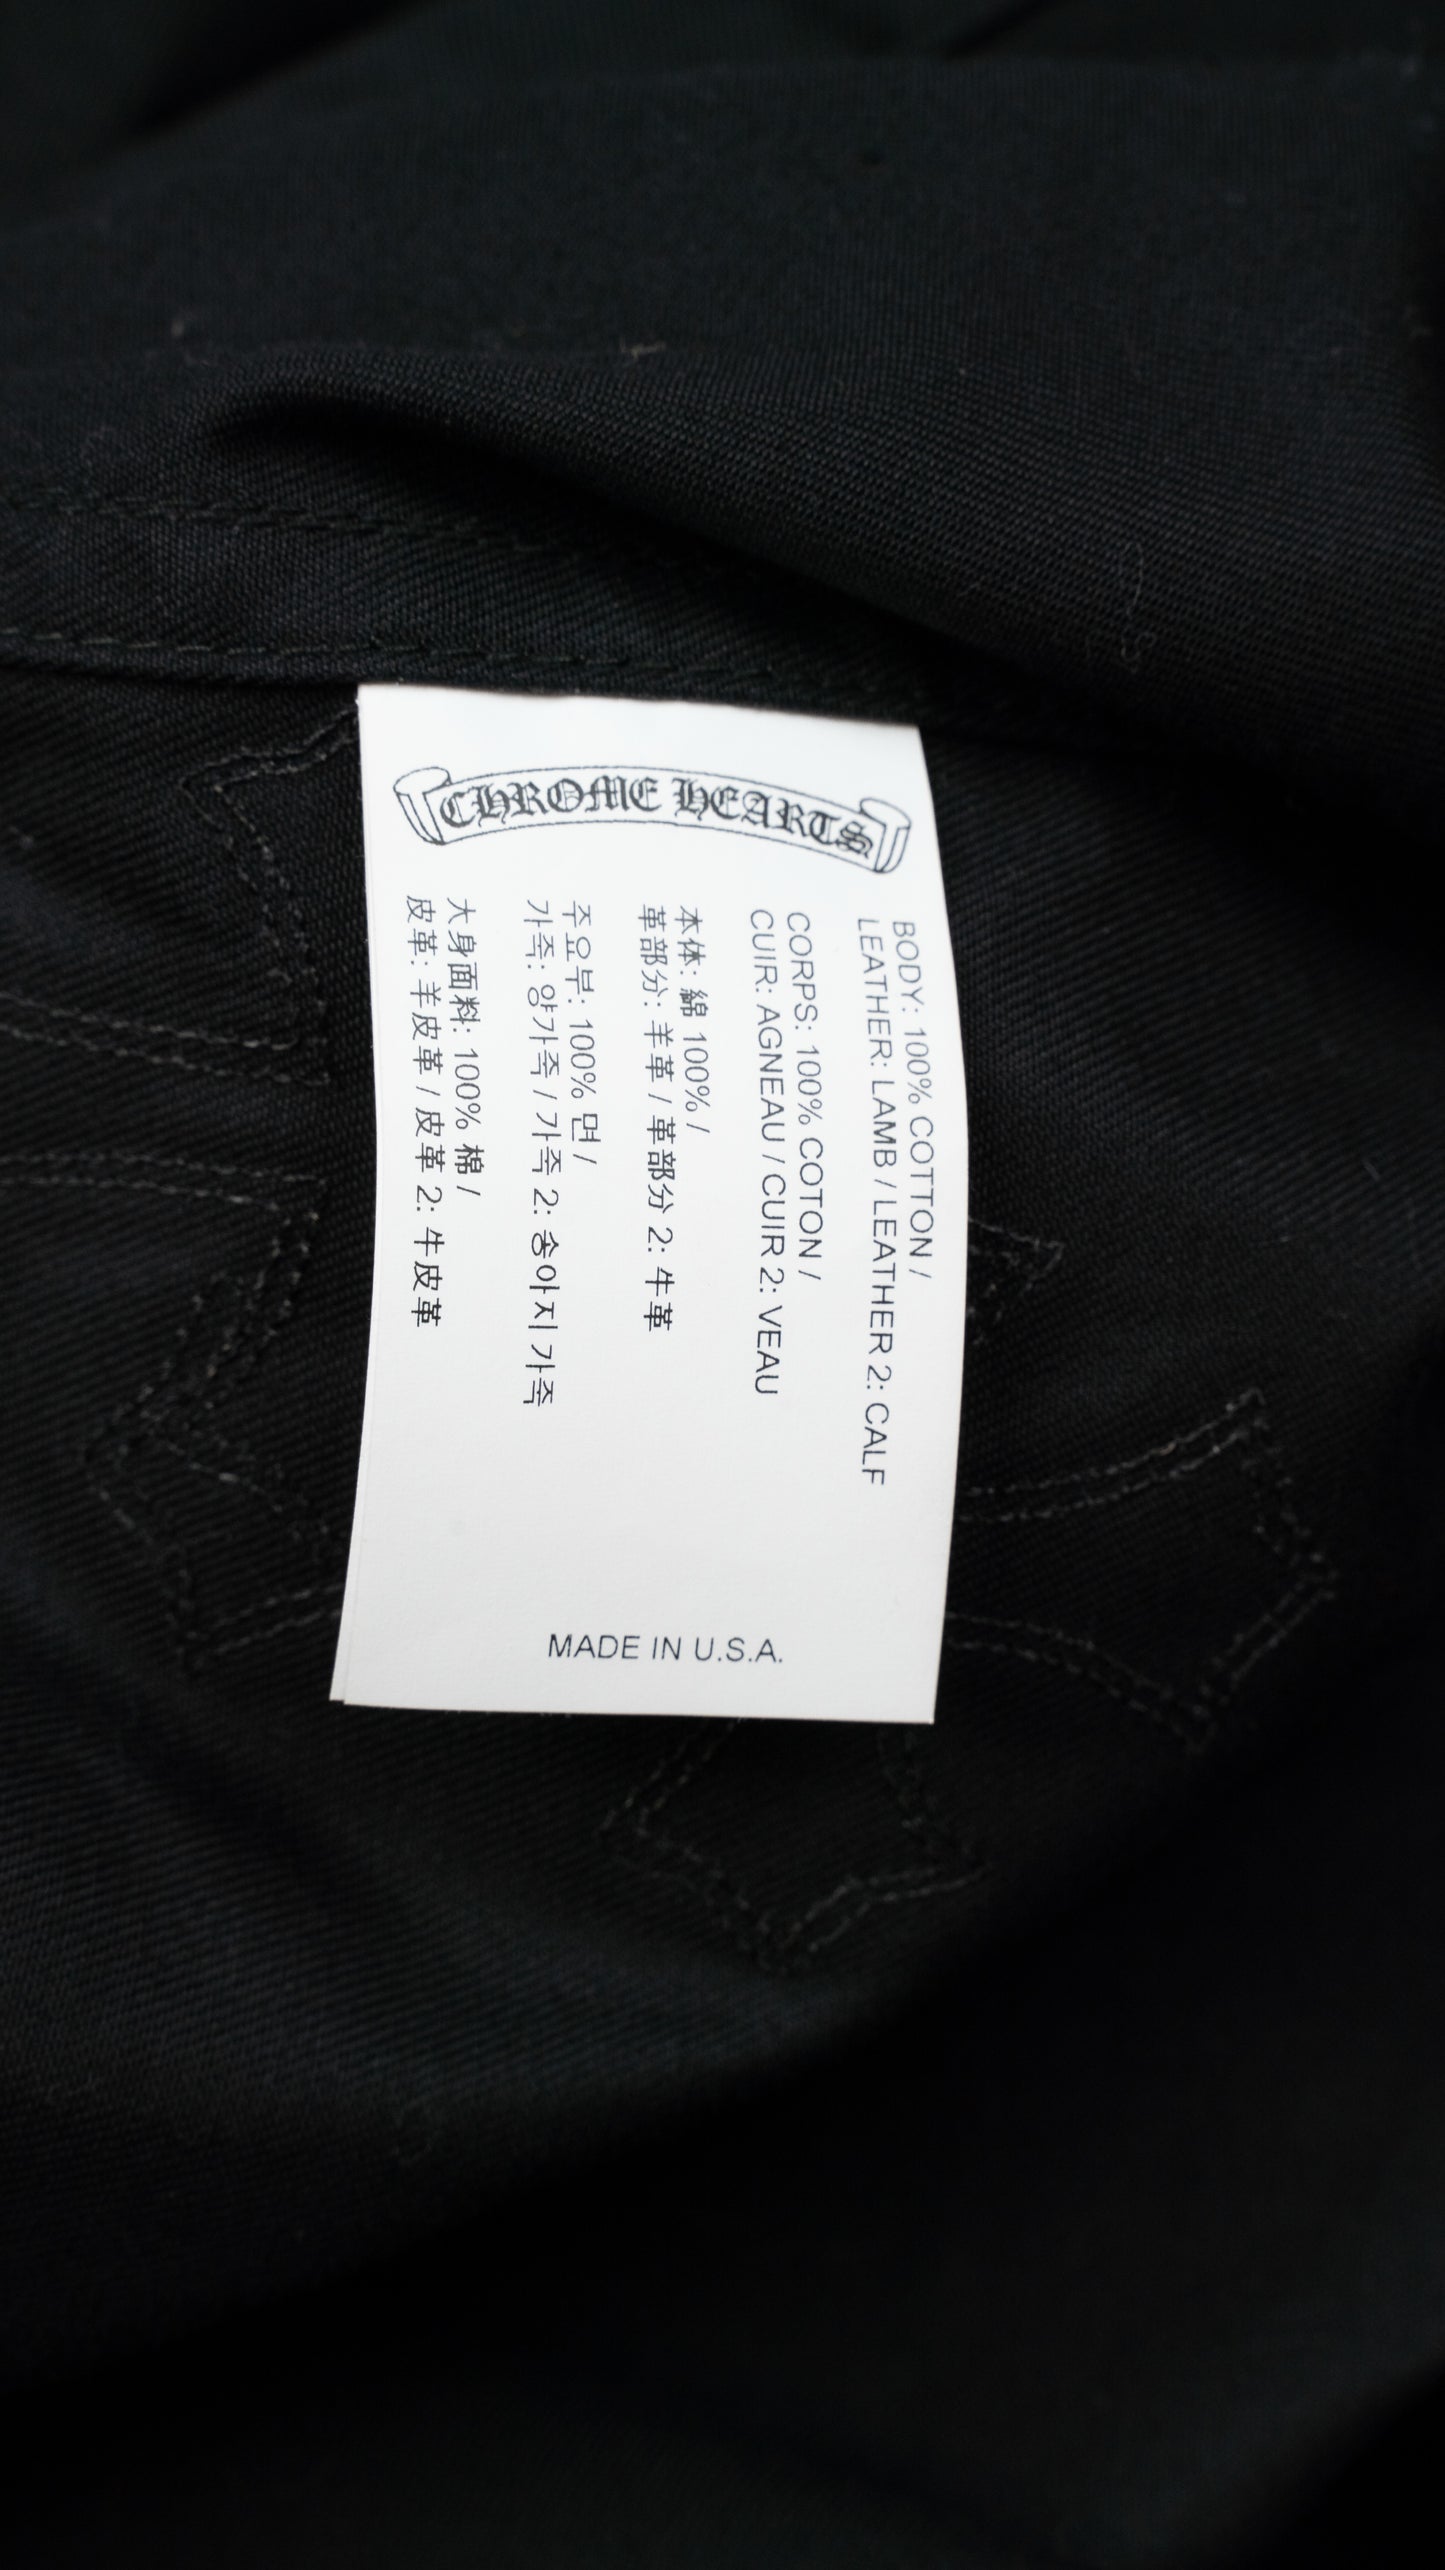 CHROME HEARTS
BODY: 100% COTTON /
LEATHER: LAMB / LEATHER 2: CALF
CORPS: 100% COTON /
CUIR: AGNEAU / CUIR 2: VEAU
本体: 綿 100% /
革部分: 羊革 / 革部分 2: 牛革
주요부: 100% 면 /
가죽: 양가죽 / 가죽 2: 송아지 가죽
大身面料: 100% 棉 /
皮革: 羊皮革 / 皮革 2: 牛皮革
MADE IN U.S.A.